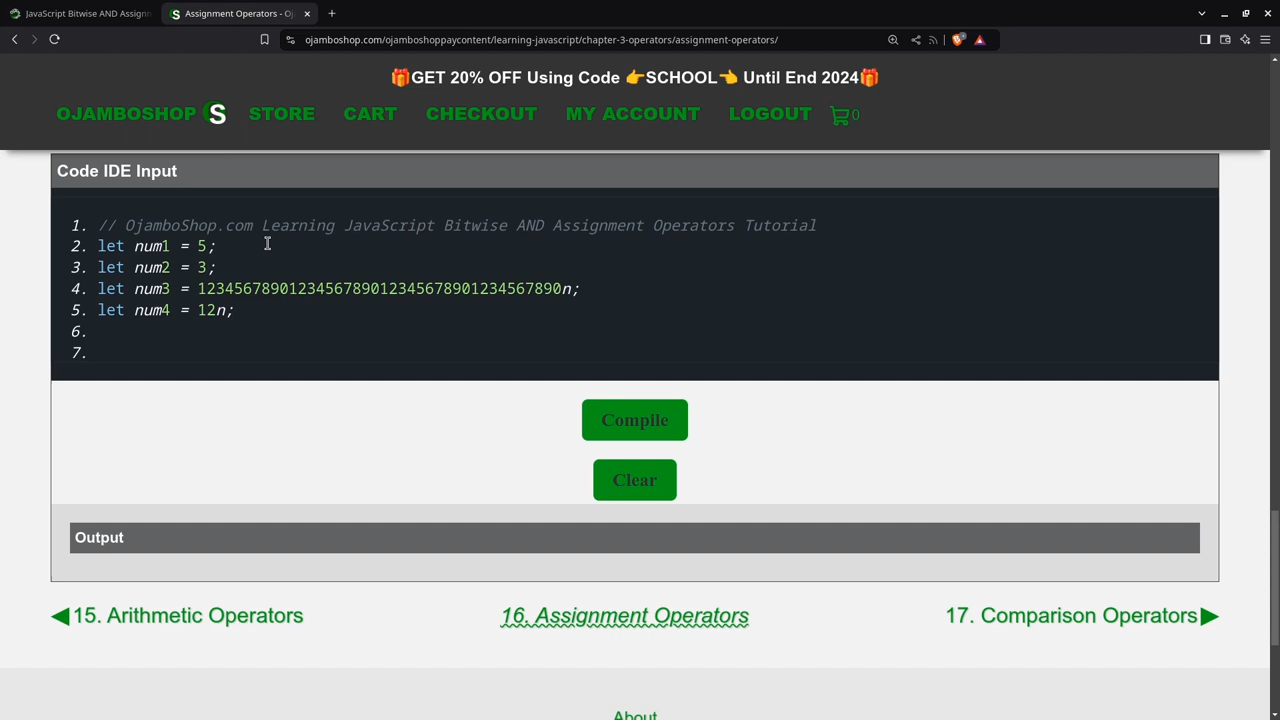 JavaScript Bitwise AND Assignm
Assignment Operators - Oj
ojamboshop.com/ojamboshoppaycontent/learning-javascript/chapter-3-operators/assignment-operators/
🎁GET 20% OFF Using Code 👉SCHOOL👈 Until End 2024🎁
OJAMBOSHOP S STORE CART CHECKOUT MY ACCOUNT LOGOUT 0
Code IDE Input
1. // OjamboShop.com Learning JavaScript Bitwise AND Assignment Operators Tutorial
2. let num1 = 5;
3. let num2 = 3;
4. let num3 = 1234567890123456789012345678901234567890n;
5. let num4 = 12n;
6.
7.
Compile
Clear
Output
◀15. Arithmetic Operators
16. Assignment Operators
17. Comparison Operators▶
About